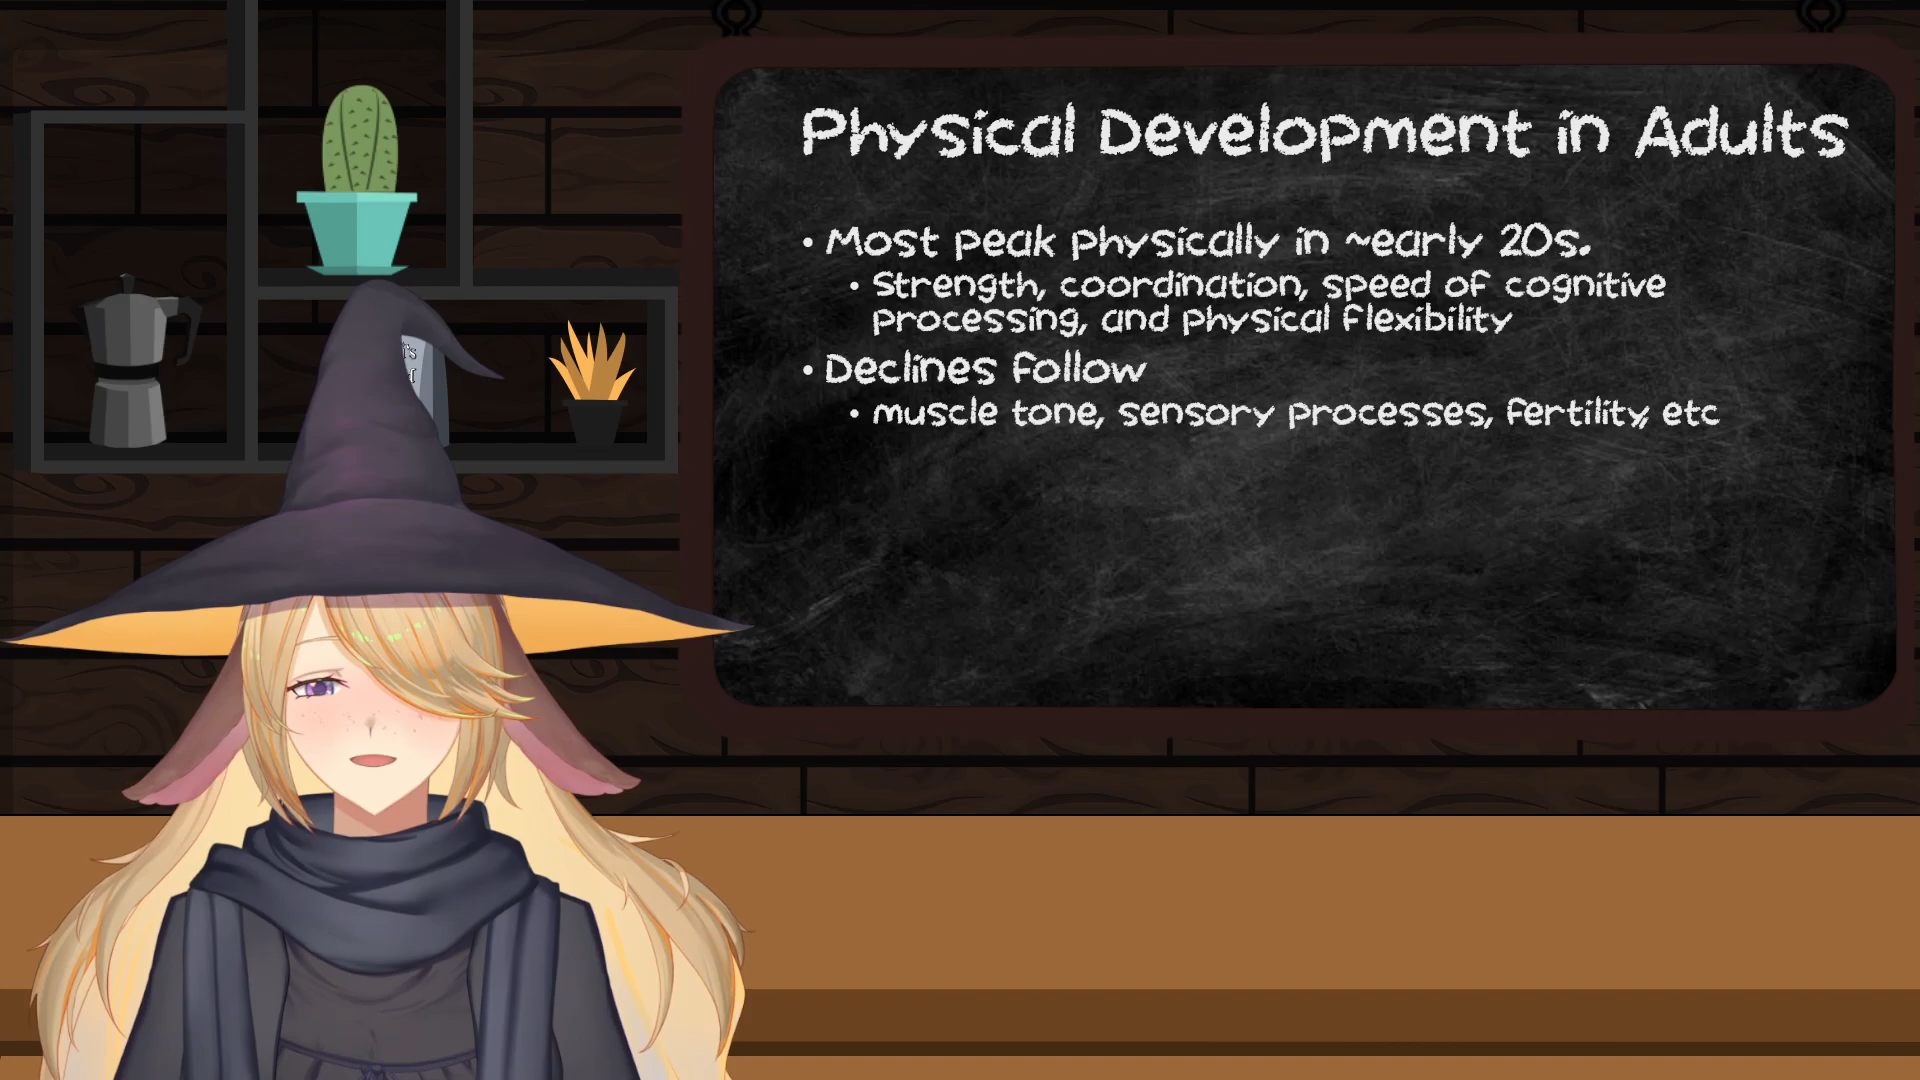 Physical Development in Adults
• Most peak physically in ~early 20s.
• Strength, coordination, speed of cognitive
processing, and physical flexibility
• Declines follow
• muscle tone, sensory processes, fertility, etc